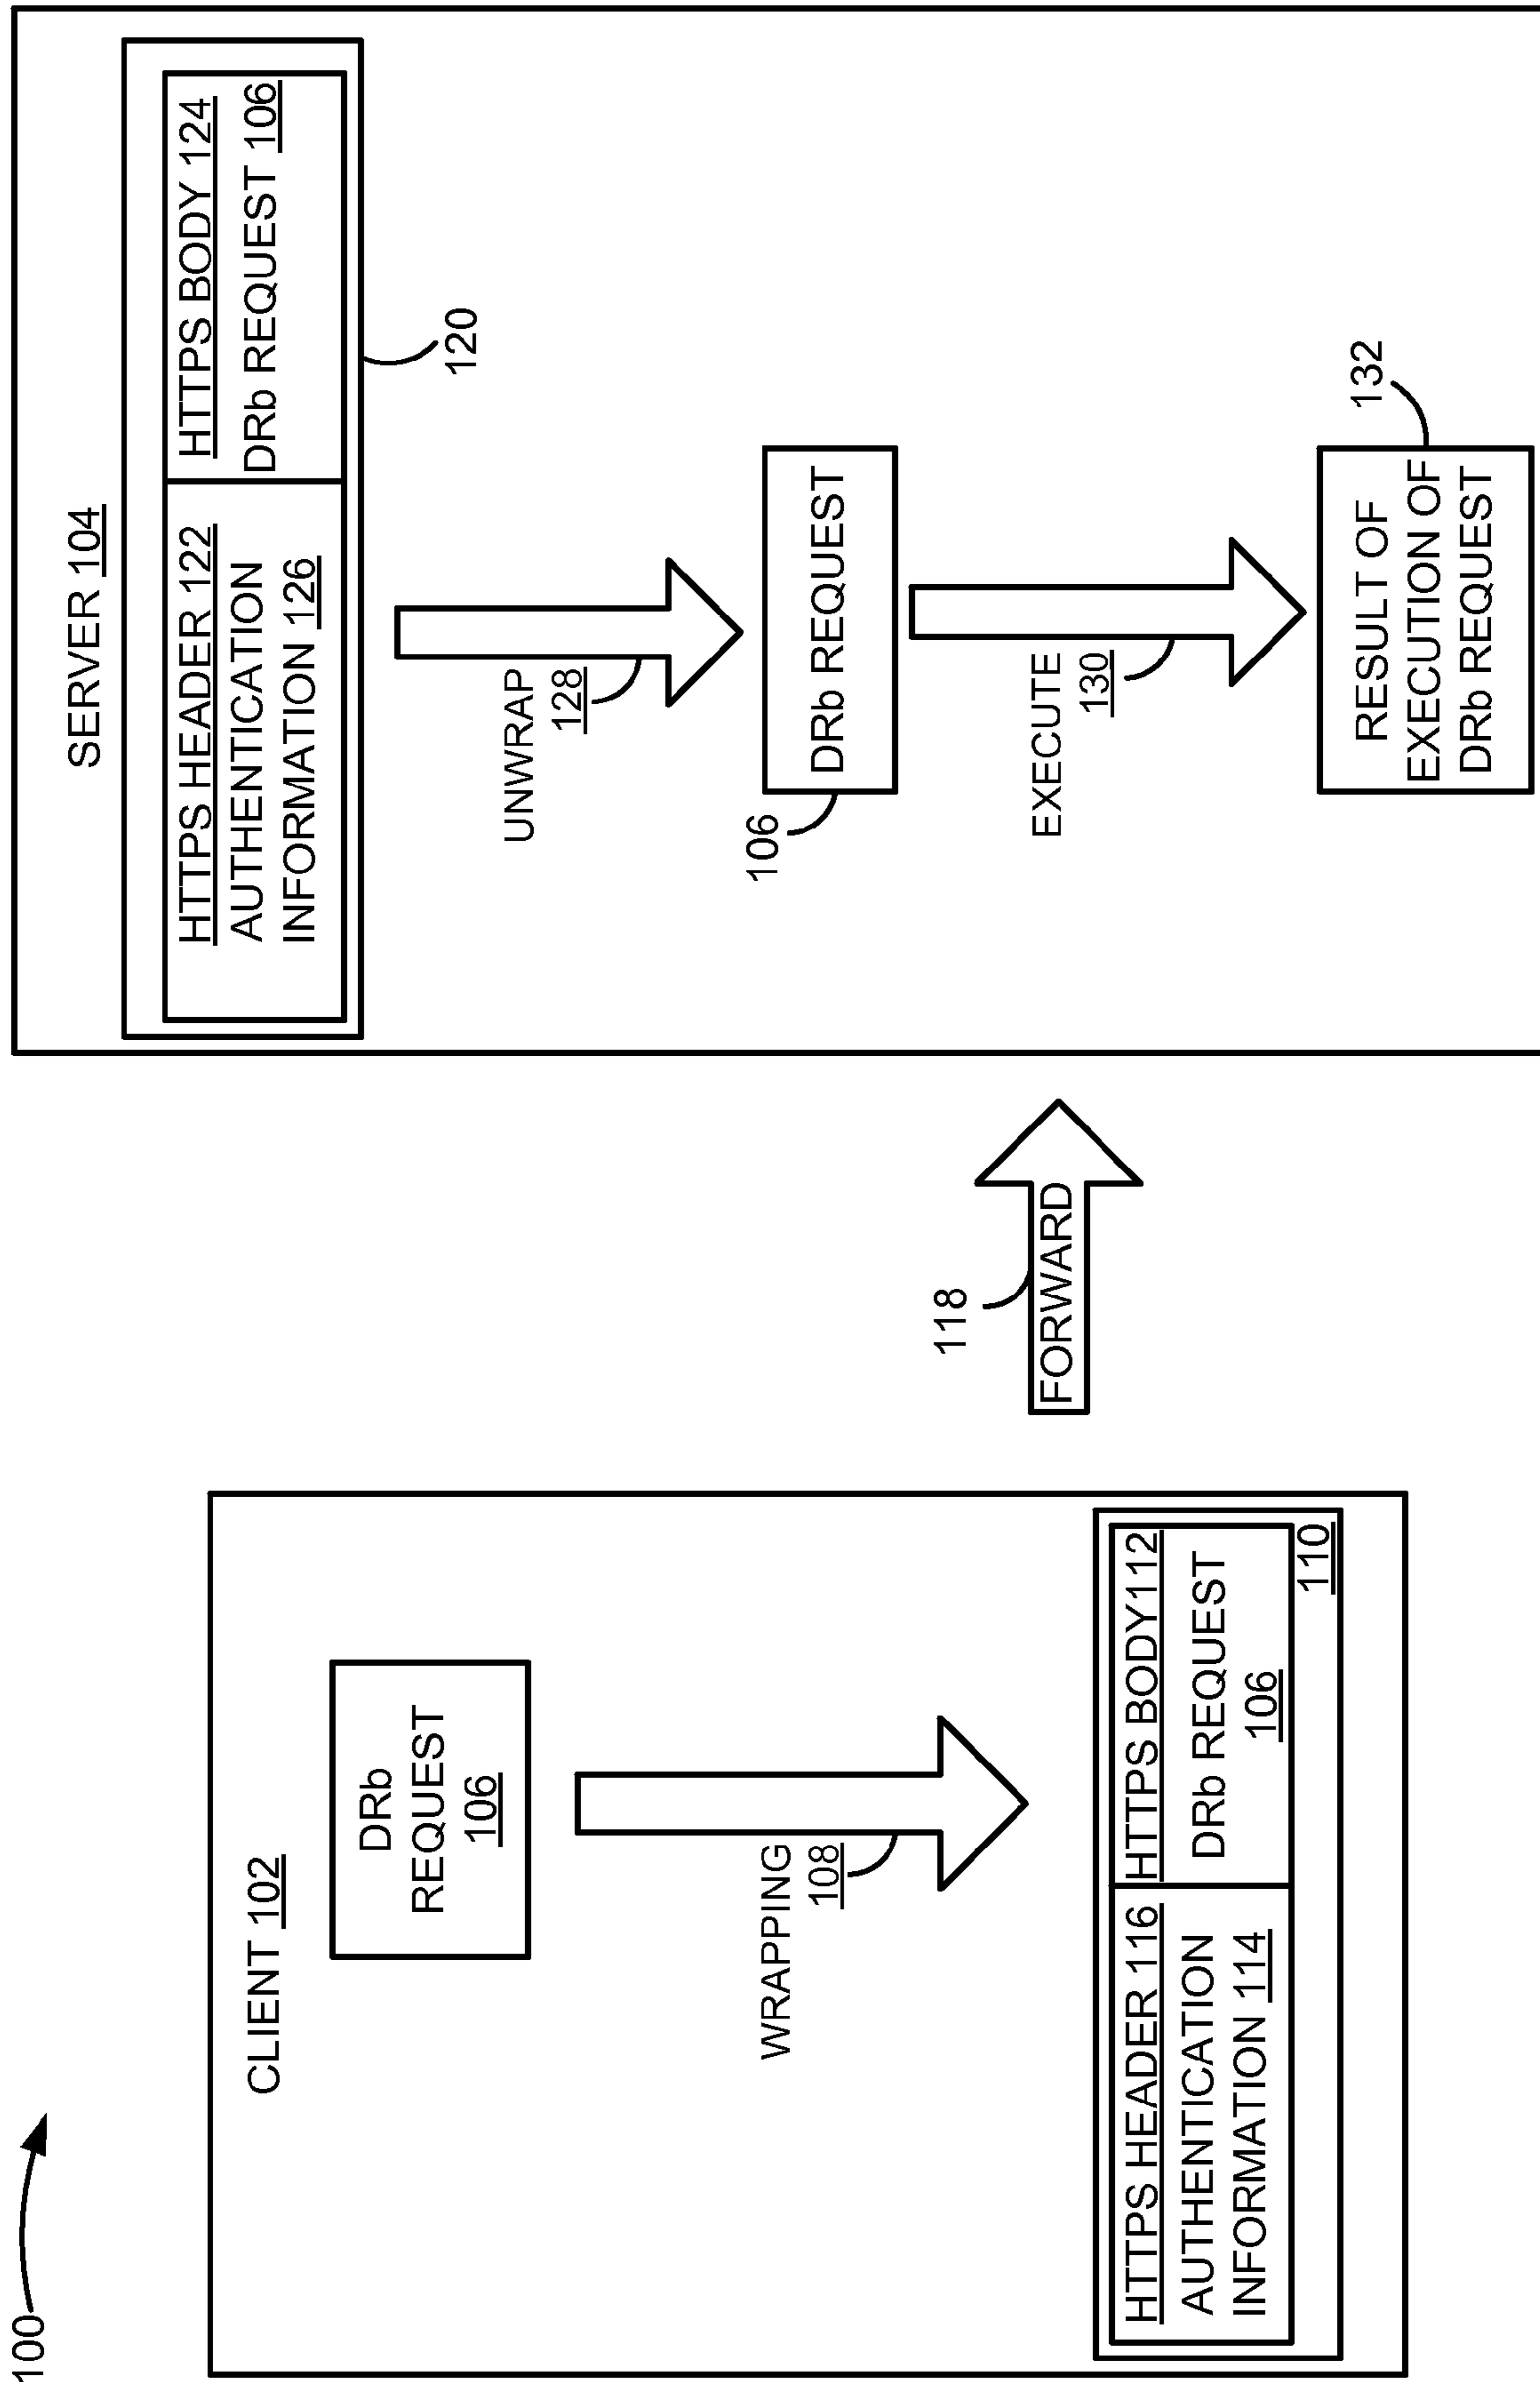 100
CLIENT 102
DRb
REQUEST
106
WRAPPING
108
HTTPS HEADER 116
AUTHENTICATION
INFORMATION 114
HTTPS BODY112
DRb REQUEST
106
110
118
FORWARD
SERVER 104
HTTPS HEADER 122
AUTHENTICATION
INFORMATION 126
HTTPS BODY 124
DRb REQUEST 106
120
UNWRAP
128
106
DRb REQUEST
EXECUTE
130
132
RESULT OF
EXECUTION OF
DRb REQUEST